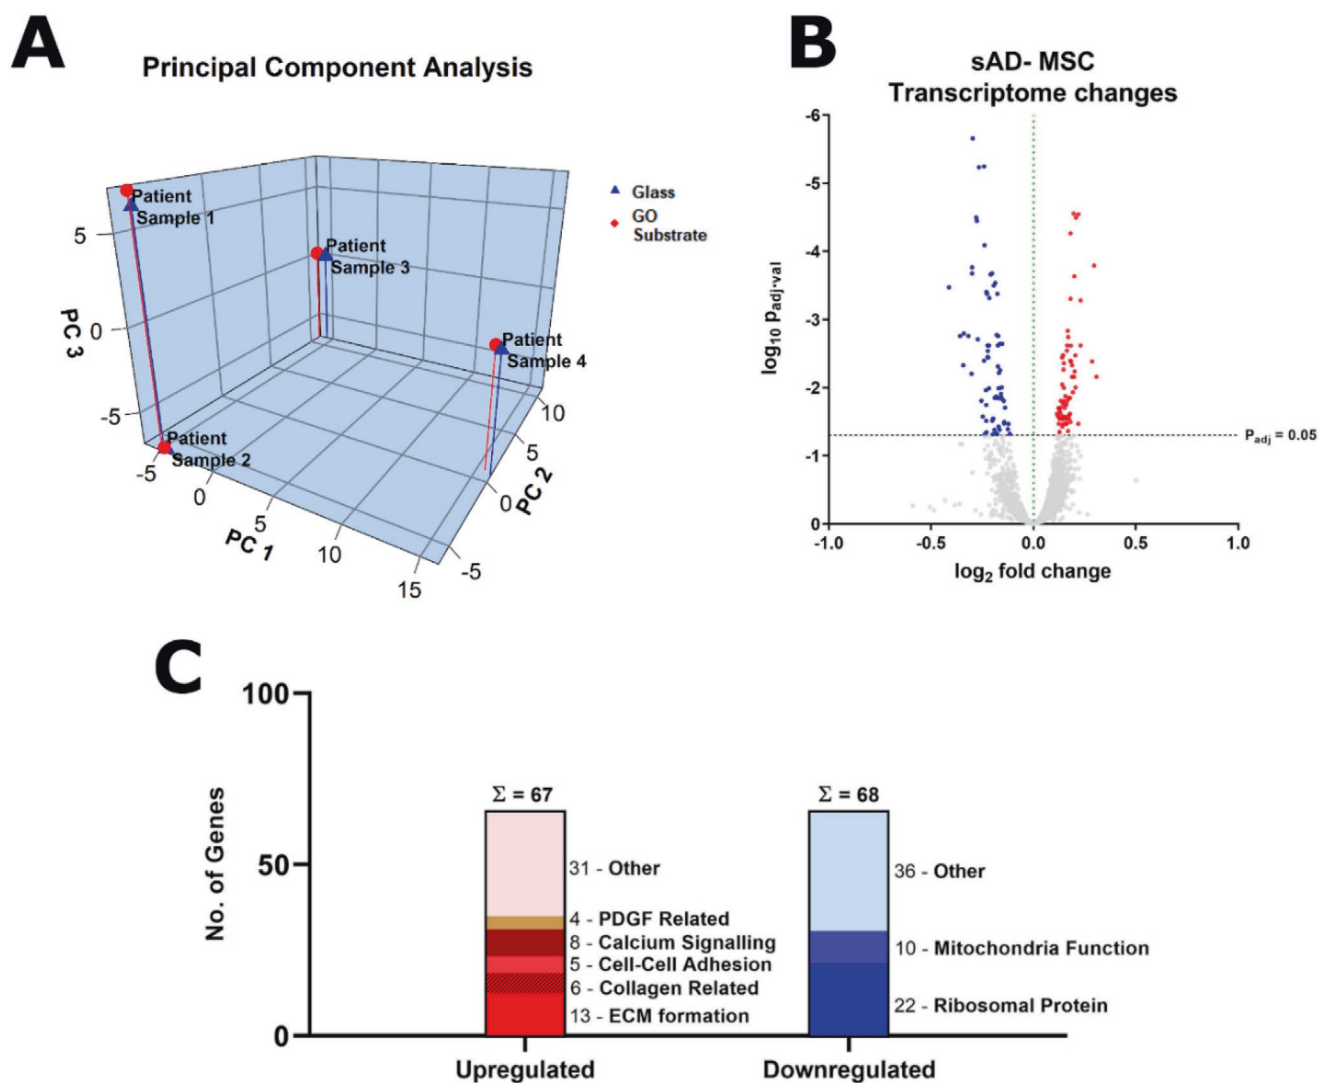 A
Principal Component Analysis
Patient
Sample 1
Patient
Sample 3
Patient
Sample 4
Patient
Sample 2
5
0
-5
PC 3
-5
0
5
10
15
PC 1
10
5
0
-5
PC 2
Glass
GO
Substrate
B
sAD- MSC
Transcriptome changes
-6
-5
-4
-3
-2
-1
0
log10 Padj-val
Padj = 0.05
-1.0
-0.5
0.0
0.5
1.0
log2 fold change
C
100
50
0
No. of Genes
Σ = 67
31 - Other
4 - PDGF Related
8 - Calcium Signalling
5 - Cell-Cell Adhesion
6 - Collagen Related
13 - ECM formation
Upregulated
Σ = 68
36 - Other
10 - Mitochondria Function
22 - Ribosomal Protein
Downregulated